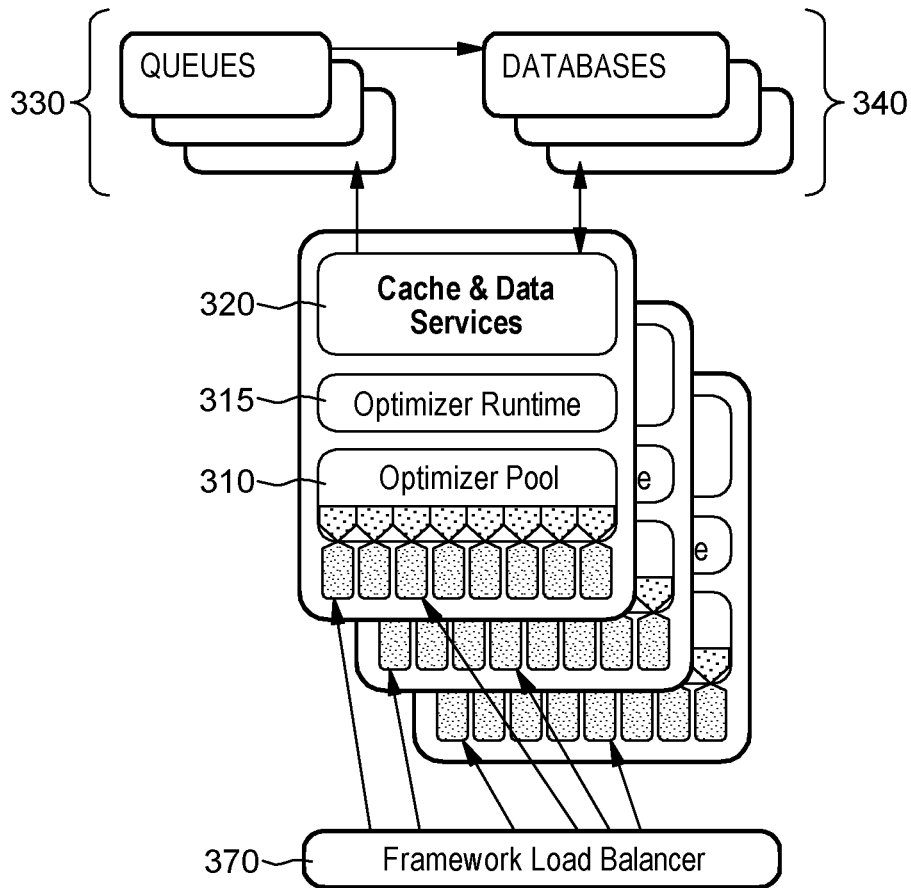 QUEUES
DATABASES
330
340
320
Cache & Data
Services
315
Optimizer Runtime
310
Optimizer Pool
e
e
370
Framework Load Balancer